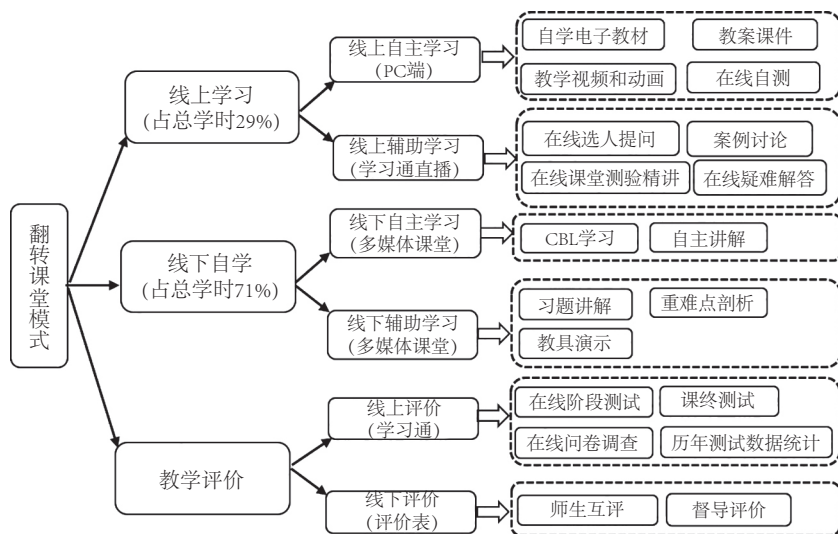 翻转课堂模式
线上学习
(占总学时29%)
线上自主学习
(PC端)
自学电子教材
教案课件
教学视频和动画
在线自测
线上辅助学习
(学习通直播)
在线选人提问
案例讨论
在线课堂测验精讲
在线疑难解答
线下自学
(占总学时71%)
线下自主学习
(多媒体课堂)
CBL学习
自主讲解
线下辅助学习
(多媒体课堂)
习题讲解
重难点剖析
教具演示
教学评价
线上评价
(学习通)
在线阶段测试
课终测试
在线问卷调查
历年测试数据统计
线下评价
(评价表)
师生互评
督导评价